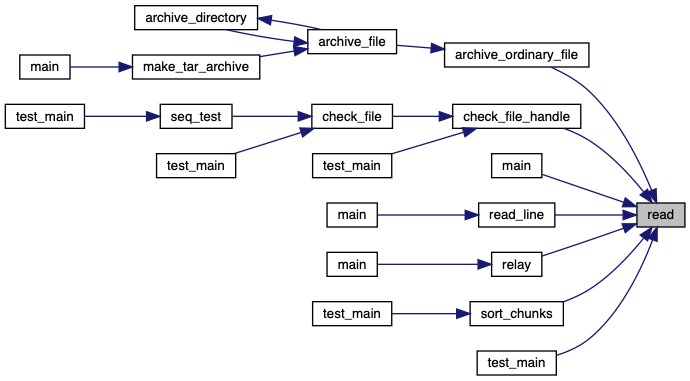 archive_directory
archive_file
archive_ordinary_file
main
make_tar_archive
test_main
seq_test
check_file
check_file_handle
test_main
test_main
main
read
main
read_line
main
relay
test_main
sort_chunks
test_main